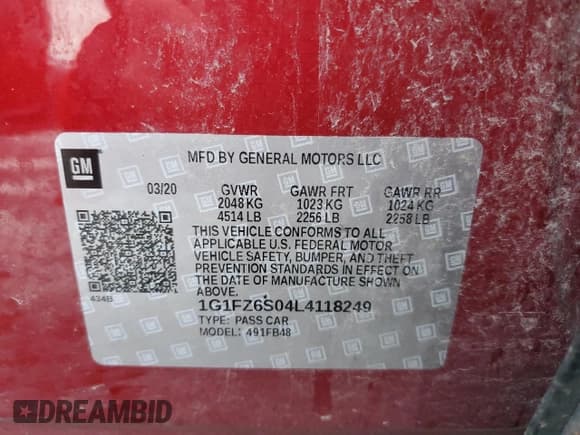 GM
MFD BY GENERAL MOTORS LLC
03/20 GVWR GAWR FRT GAWR RR
2048 KG 1023 KG 1024 KG
4514 LB 2256 LB 2258 LB
THIS VEHICLE CONFORMS TO ALL
APPLICABLE U.S. FEDERAL MOTOR
VEHICLE SAFETY, BUMPER, AND THEFT
PREVENTION STANDARDS IN EFFECT ON
THE DATE OF MANUFACTURE SHOWN
ABOVE.
434B
1G1FZ6S04L4118249
TYPE: PASS CAR
MODEL: 491FB48
DREAMBID